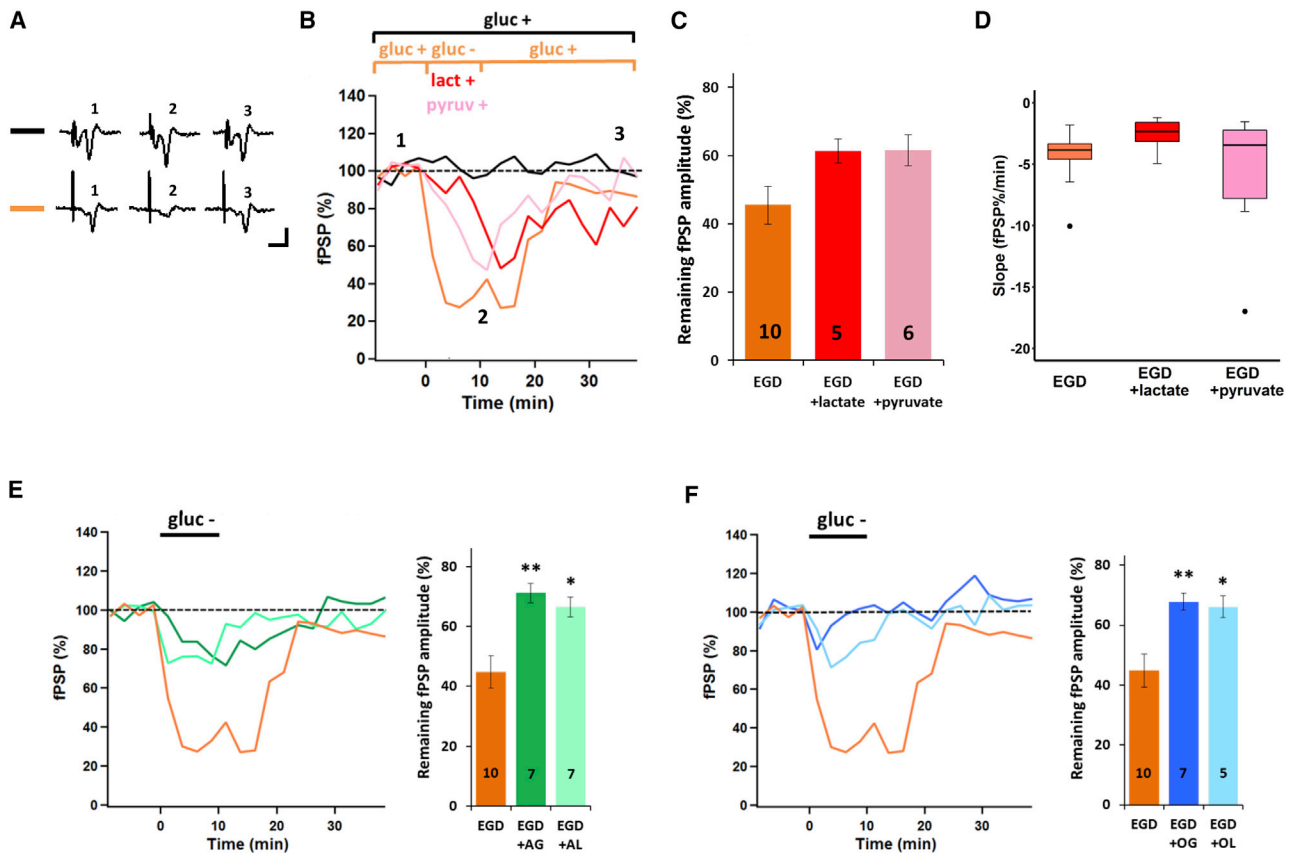 A
1 2 3
1 2 3
B
gluc +
gluc + gluc - gluc +
lact +
pyruv +
140
120
100
80
60
40
20
0
1
2
3
fPSP (%)
0 10 20 30
Time (min)
C
Remaining fPSP amplitude (%)
80
60
40
20
0
10 5 6
EGD EGD EGD
+lactate +pyruvate
D
Slope (fPSP%/min)
0
-5
-10
-15
-20
EGD EGD EGD
+lactate +pyruvate
E
gluc -
140
120
100
80
60
40
20
0
fPSP (%)
0 10 20 30
Time (min)
Remaining fPSP amplitude (%)
80
60
40
20
0
** *
10 7 7
EGD EGD EGD
+AG +AL
F
gluc -
140
120
100
80
60
40
20
0
fPSP (%)
0 10 20 30
Time (min)
Remaining fPSP amplitude (%)
80
60
40
20
0
** *
10 7 5
EGD EGD EGD
+OG +OL